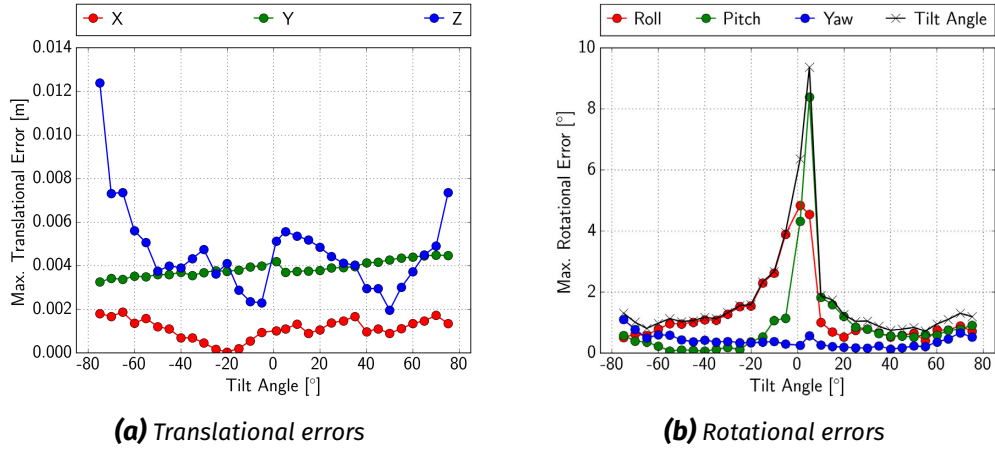 X Y Z
Roll Pitch Yaw Tilt Angle
Max. Translational Error [m]
0.014
0.012
0.010
0.008
0.006
0.004
0.002
0.000
-80 -60 -40 -20 0 20 40 60 80
Tilt Angle [°]
Max. Rotational Error [°]
10
8
6
4
2
0
-80 -60 -40 -20 0 20 40 60 80
Tilt Angle [°]
(a) Translational errors
(b) Rotational errors